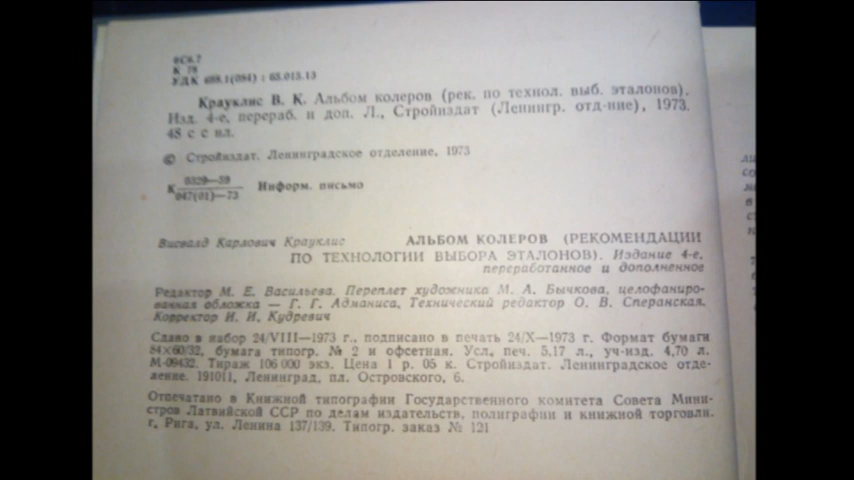 6С6.7
К 78
УДК 698.1(084) : 65.015.13
Крауклис В. К. Альбом колеров (рек. по технол. выб. эталонов).
Изд. 4-е, перераб. и доп. Л., Стройиздат (Ленингр. отд-ние), 1973.
48 с с ил.
© Стройиздат. Ленинградское отделение, 1973
К 0329—59
047(01)—73 Информ. письмо
Висвалд Карлович Крауклис АЛЬБОМ КОЛЕРОВ (РЕКОМЕНДАЦИИ
ПО ТЕХНОЛОГИИ ВЫБОРА ЭТАЛОНОВ). Издание 4-е,
переработанное и дополненное
Редактор М. Е. Васильева. Переплет художника М. А. Бычкова, целофаниро-
ванная обложка — Г. Г. Адманиса, Технический редактор О. В. Сперанская.
Корректор И. И. Кудревич
Сдано в набор 24/VIII—1973 г., подписано в печать 24/X—1973 г. Формат бумаги
84×60/32, бумага типогр. № 2 и офсетная. Усл. печ. 5,17 л., уч-изд. 4,70 л.
М-09432. Тираж 106 000 экз. Цена 1 р. 05 к. Стройиздат. Ленинградское отде-
ление. 191011, Ленинград, пл. Островского, 6.
Отпечатано в Книжной типографии Государственного комитета Совета Мини-
стров Латвийской ССР по делам издательств, полиграфии и книжной торговли.
г, Рига, ул. Ленина 137/139. Типогр. заказ № 121